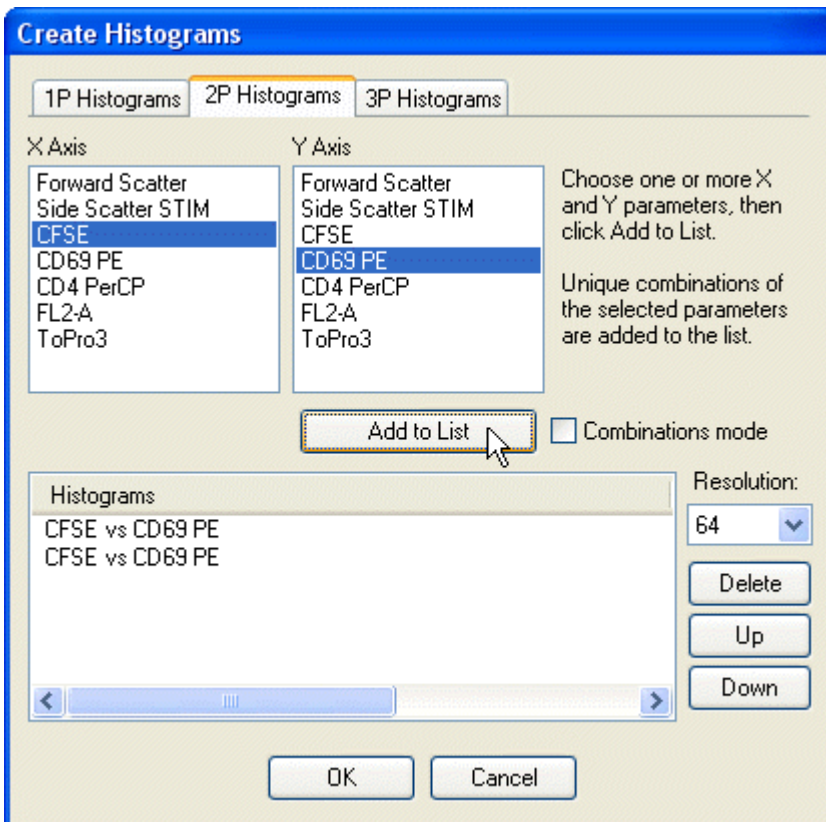 Create Histograms
1P Histograms
2P Histograms
3P Histograms
X Axis
Y Axis
Forward Scatter
Side Scatter STIM
CFSE
CD69 PE
CD4 PerCP
FL2-A
ToPro3
Forward Scatter
Side Scatter STIM
CFSE
CD69 PE
CD4 PerCP
FL2-A
ToPro3
Choose one or more X
and Y parameters, then
click Add to List.
Unique combinations of
the selected parameters
are added to the list.
Add to List
Combinations mode
Histograms
CFSE vs CD69 PE
CFSE vs CD69 PE
Resolution:
64
Delete
Up
Down
OK
Cancel